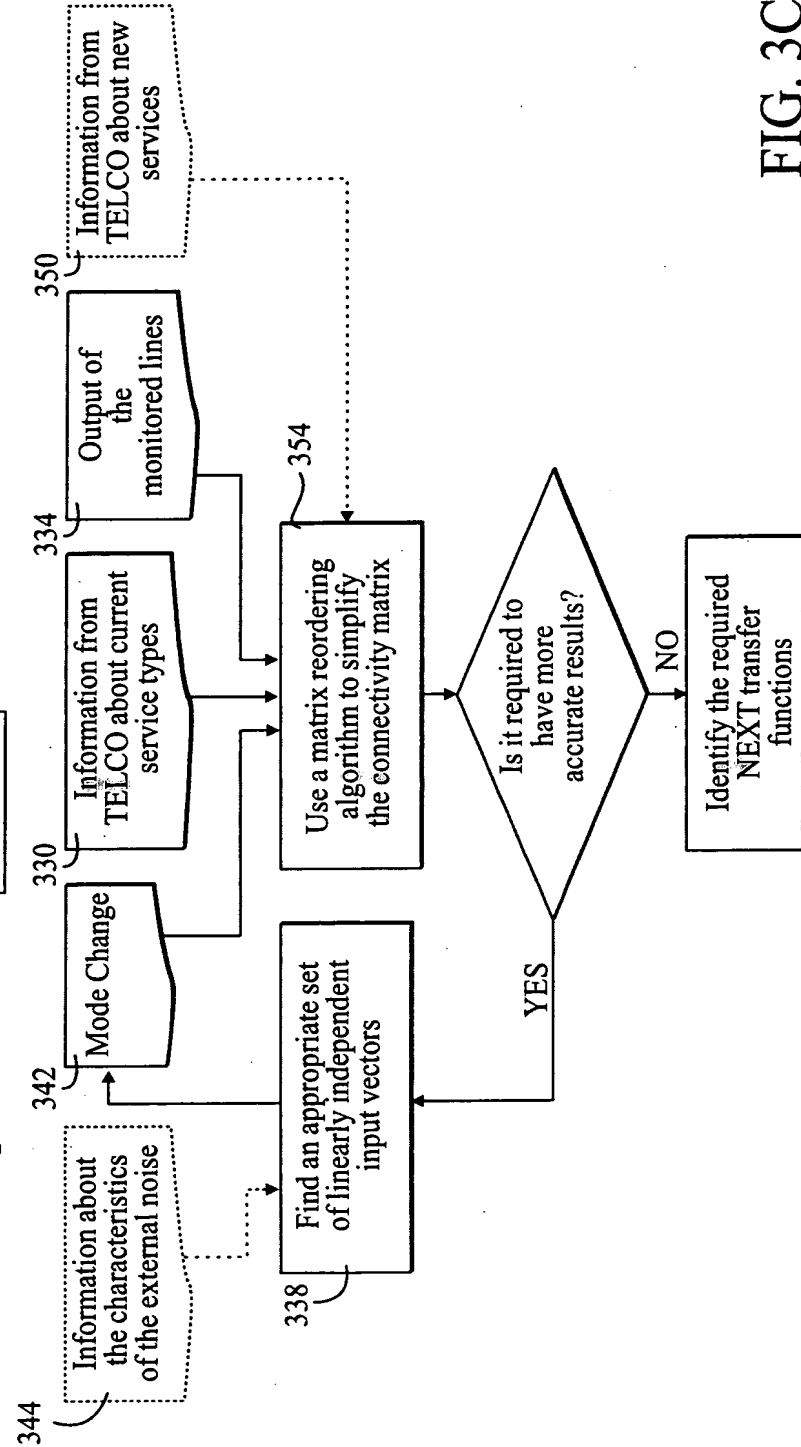 344
Information about
the characteristics
of the external noise
342
Mode Change
330
Information from
TELCO about current
service types
334
Output of
the
monitored lines
350
Information from
TELCO about new
services
338
Find an appropriate set
of linearly independent
input vectors
354
Use a matrix reordering
algorithm to simplify
the connectivity matrix
YES
Is it required to
have more
accurate results?
NO
Identify the required
NEXT transfer
functions
FIG. 3C